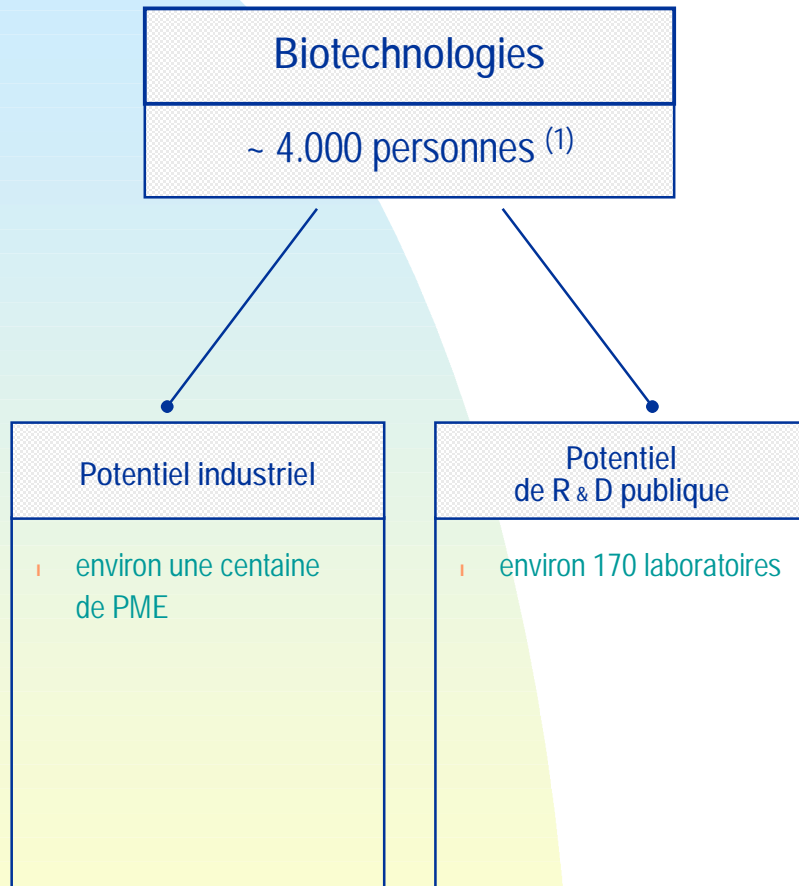 Biotechnologies
~ 4.000 personnes (1)
Potentiel industriel
Potentiel
de R & D publique
environ une centaine
de PME
environ 170 laboratoires